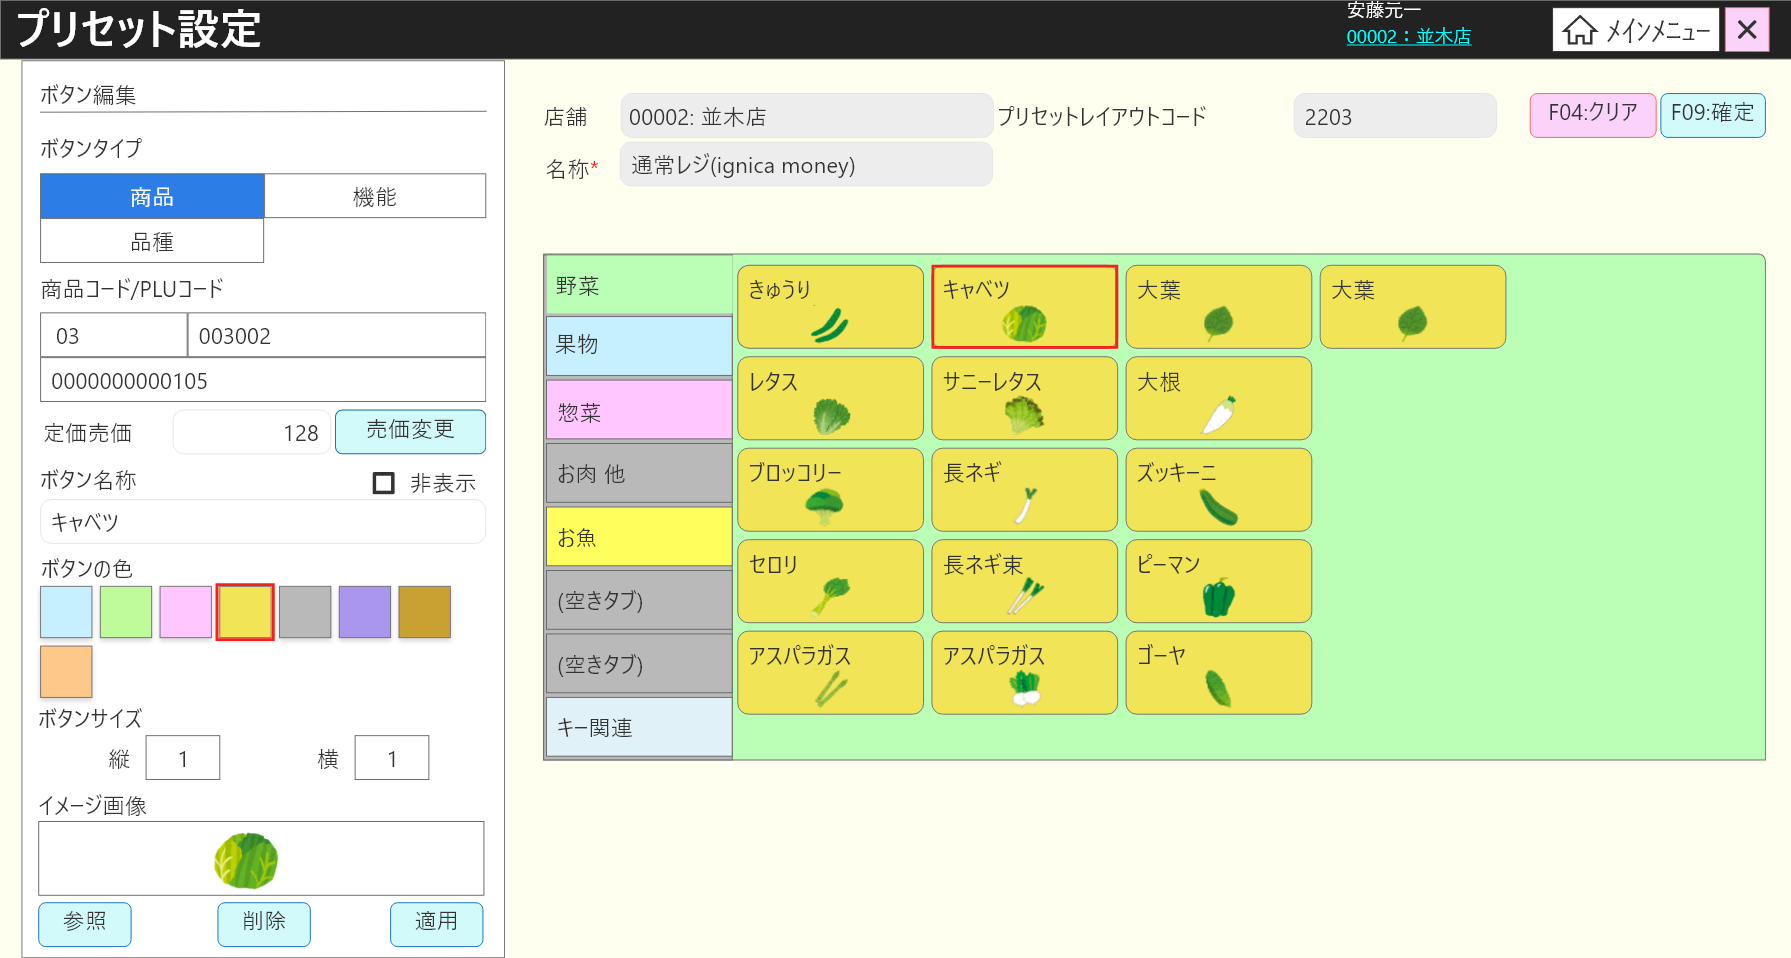 プリセット設定
安藤元一
00002：並木店
メインメニュー
ボタン編集
ボタンタイプ
商品
機能
品種
商品コード/PLUコード
03
003002
0000000000105
定価売価
128
売価変更
ボタン名称
非表示
キャベツ
ボタンの色
ボタンサイズ
縦
1
横
1
イメージ画像
参照
削除
適用
店舗
00002: 並木店
プリセットレイアウトコード
2203
F04:クリア
F09:確定
名称*
通常レジ(ignica money)
野菜
果物
惣菜
お肉 他
お魚
(空きタブ)
(空きタブ)
キー関連
きゅうり
キャベツ
大葉
大葉
レタス
サニーレタス
大根
ブロッコリー
長ネギ
ズッキーニ
セロリ
長ネギ束
ピーマン
アスパラガス
アスパラガス
ゴーヤ